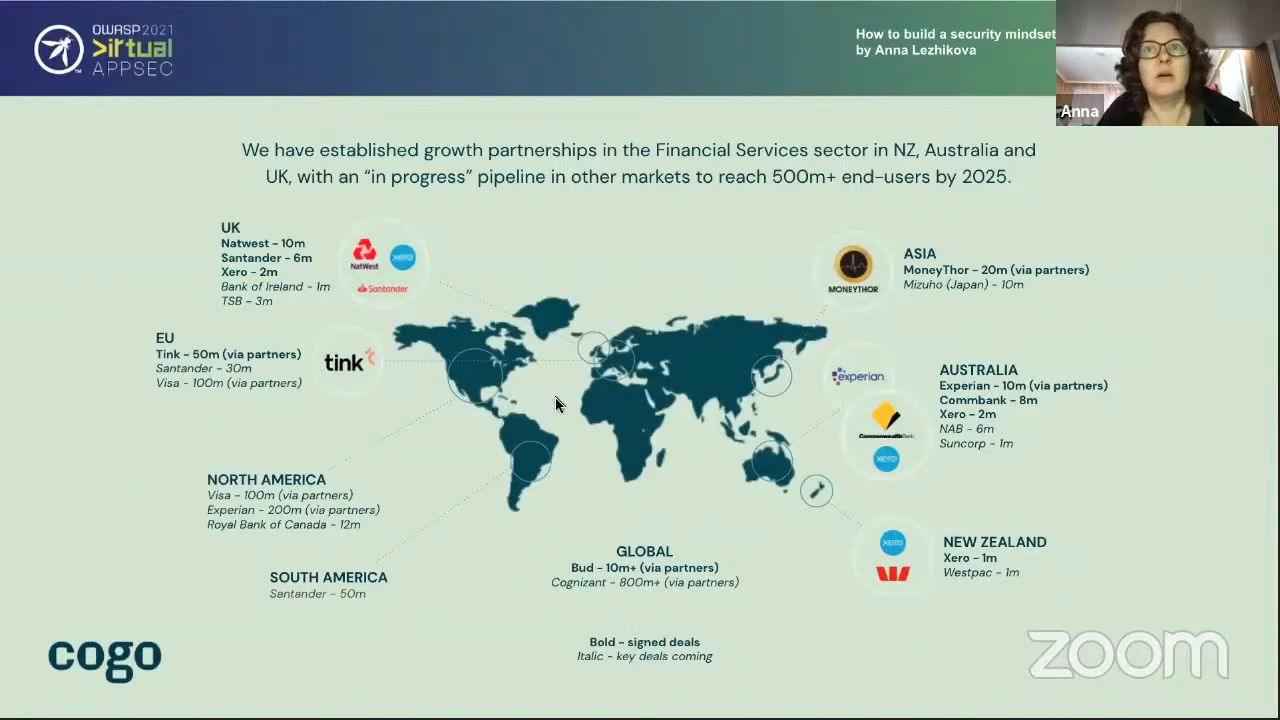 OWASP 2021
>irtual
APPSEC
TM
How to build a security mindset
by Anna Lezhikova
Anna
We have established growth partnerships in the Financial Services sector in NZ, Australia and
UK, with an “in progress” pipeline in other markets to reach 500m+ end-users by 2025.
UK
Natwest - 10m
Santander - 6m
Xero - 2m
Bank of Ireland - 1m
TSB - 3m
NatWest
xero
Santander
EU
Tink - 50m (via partners)
Santander - 30m
Visa - 100m (via partners)
tink
NORTH AMERICA
Visa - 100m (via partners)
Experian - 200m (via partners)
Royal Bank of Canada - 12m
SOUTH AMERICA
Santander - 50m
GLOBAL
Bud - 10m+ (via partners)
Cognizant - 800m+ (via partners)
MONEYTHOR
ASIA
MoneyThor - 20m (via partners)
Mizuho (Japan) - 10m
experian
CommonwealthBank
xero
AUSTRALIA
Experian - 10m (via partners)
Commbank - 8m
Xero - 2m
NAB - 6m
Suncorp - 1m
xero
NEW ZEALAND
Xero - 1m
Westpac - 1m
Bold - signed deals
Italic - key deals coming
cogo
zoom